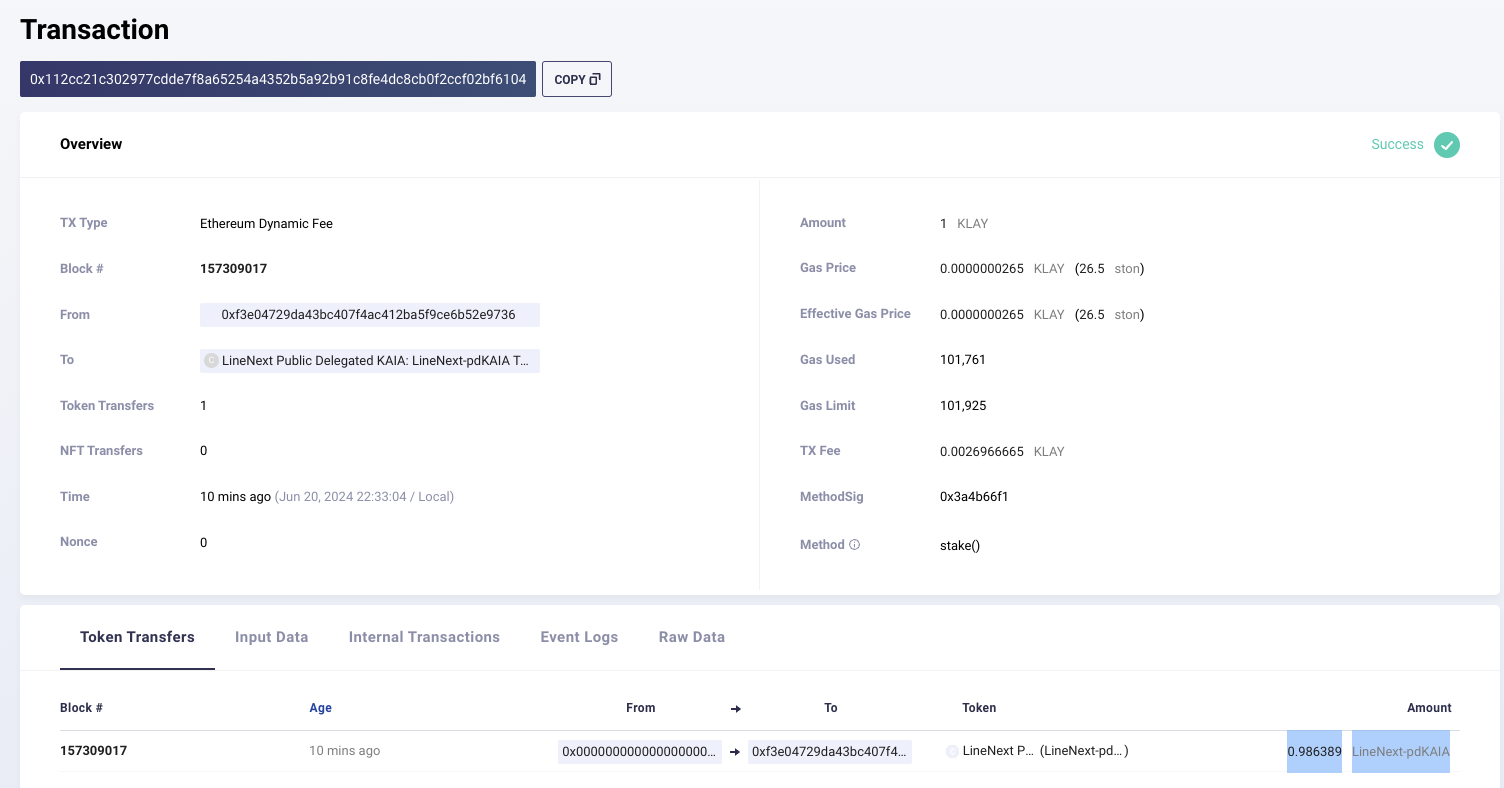 Transaction
0x112cc21c302977cdde7f8a65254a4352b5a92b91c8fe4dc8cb0f2ccf02bf6104 COPY
Overview Success
TX Type Ethereum Dynamic Fee
Block # 157309017
From 0xf3e04729da43bc407f4ac412ba5f9ce6b52e9736
To LineNext Public Delegated KAIA: LineNext-pdKAIA T...
Token Transfers 1
NFT Transfers 0
Time 10 mins ago (Jun 20, 2024 22:33:04 / Local)
Nonce 0
Amount 1 KLAY
Gas Price 0.0000000265 KLAY (26.5 ston)
Effective Gas Price 0.0000000265 KLAY (26.5 ston)
Gas Used 101,761
Gas Limit 101,925
TX Fee 0.0026966665 KLAY
MethodSig 0x3a4b66f1
Method stake()
Token Transfers Input Data Internal Transactions Event Logs Raw Data
Block # Age From → To Token Amount
157309017 10 mins ago 0x000000000000000000... → 0xf3e04729da43bc407f4... LineNext P... (LineNext-pd...) 0.986389 LineNext-pdKAIA